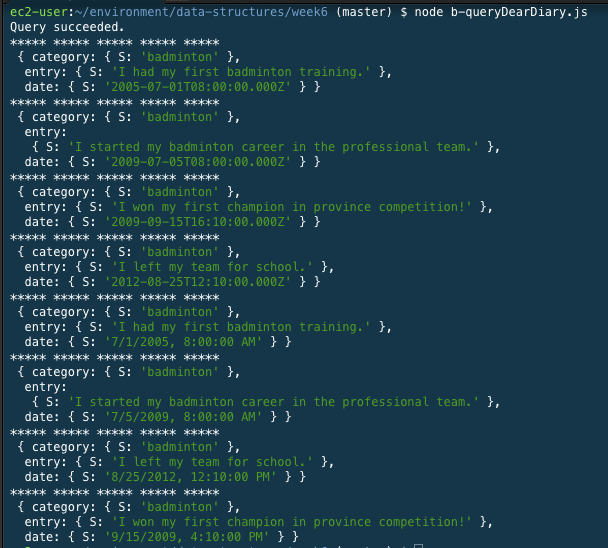 ec2-user:~/environment/data-structures/week6 (master) $ node b-queryDearDiary.js
Query succeeded.
***** ***** ***** ***** *****
 { category: { S: 'badminton' },
  entry: { S: 'I had my first badminton training.' },
  date: { S: '2005-07-01T08:00:00.000Z' } }
***** ***** ***** ***** *****
 { category: { S: 'badminton' },
  entry:
   { S: 'I started my badminton career in the professional team.' },
  date: { S: '2009-07-05T08:00:00.000Z' } }
***** ***** ***** ***** *****
 { category: { S: 'badminton' },
  entry: { S: 'I won my first champion in province competition!' },
  date: { S: '2009-09-15T16:10:00.000Z' } }
***** ***** ***** ***** *****
 { category: { S: 'badminton' },
  entry: { S: 'I left my team for school.' },
  date: { S: '2012-08-25T12:10:00.000Z' } }
***** ***** ***** ***** *****
 { category: { S: 'badminton' },
  entry: { S: 'I had my first badminton training.' },
  date: { S: '7/1/2005, 8:00:00 AM' } }
***** ***** ***** ***** *****
 { category: { S: 'badminton' },
  entry:
   { S: 'I started my badminton career in the professional team.' },
  date: { S: '7/5/2009, 8:00:00 AM' } }
***** ***** ***** ***** *****
 { category: { S: 'badminton' },
  entry: { S: 'I left my team for school.' },
  date: { S: '8/25/2012, 12:10:00 PM' } }
***** ***** ***** ***** *****
 { category: { S: 'badminton' },
  entry: { S: 'I won my first champion in province competition!' },
  date: { S: '9/15/2009, 4:10:00 PM' } }